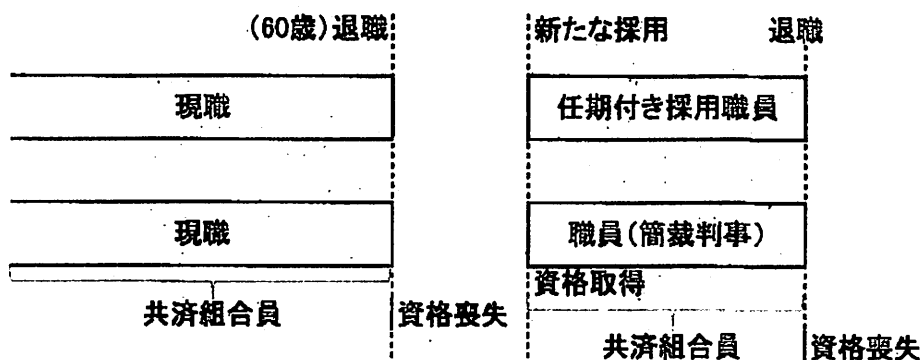 (60歳)退職 新たな採用 退職
現職 任期付き採用職員
現職 職員(簡裁判事)
資格取得
共済組合員 資格喪失
共済組合員 資格喪失